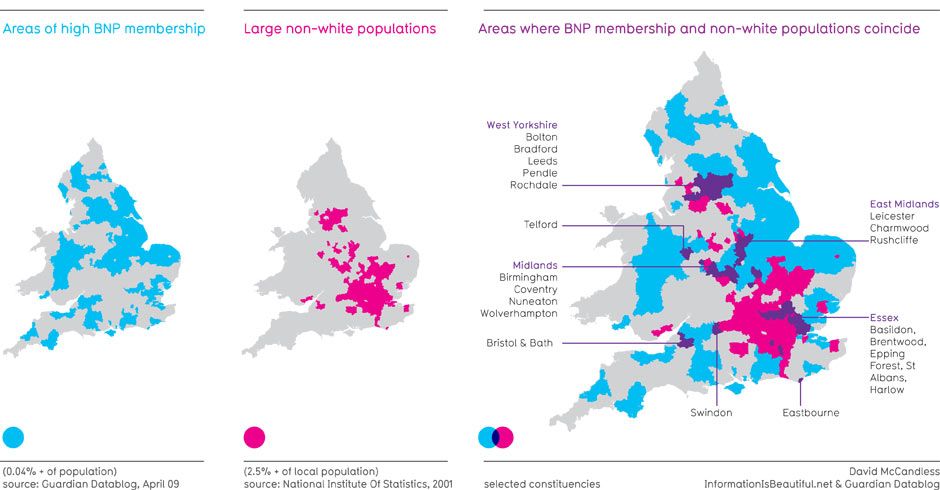 Areas of high BNP membership
Large non-white populations
Areas where BNP membership and non-white populations coincide
West Yorkshire
Bolton
Bradford
Leeds
Pendle
Rochdale
Telford
Midlands
Birmingham
Coventry
Nuneaton
Wolverhampton
Bristol & Bath
East Midlands
Leicester
Charnwood
Rushcliffe
Essex
Basildon,
Brentwood,
Epping
Forest, St
Albans,
Harlow
Swindon
Eastbourne
(0.04% + of population)
source: Guardian Datablog, April 09
(2.5% + of local population)
source: National Institute Of Statistics, 2001
selected constituencies
David McCandless
InformationIsBeautiful.net & Guardian Datablog